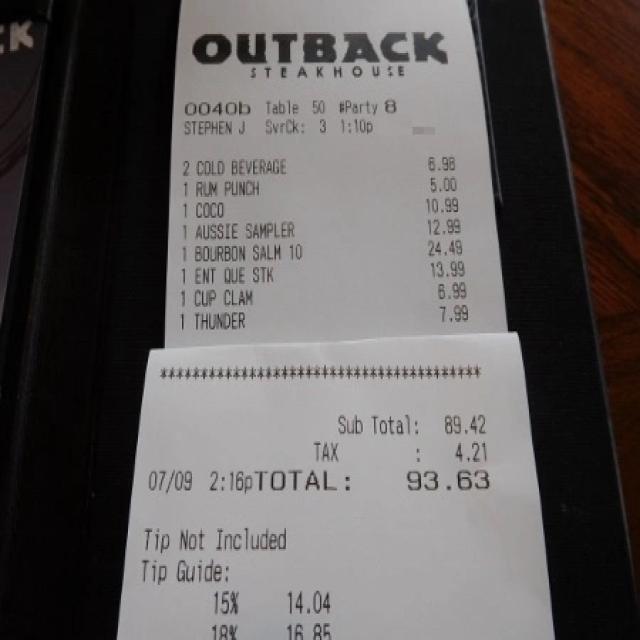 CK
OUTBACK
STEAKHOUSE
0040b Table 50 #Party 8
STEPHEN J SvrCk: 3 1:10p
2 COLD BEVERAGE 6.98
1 RUM PUNCH 5.00
1 COCO 10.99
1 AUSSIE SAMPLER 12.99
1 BOURBON SALM 10 24.49
1 ENT QUE STK 13.99
1 CUP CLAM 6.99
1 THUNDER 7.99
****************************************
Sub Total: 89.42
TAX : 4.21
07/09 2:16pTOTAL: 93.63
Tip Not Included
Tip Guide:
15% 14.04
18% 16.85